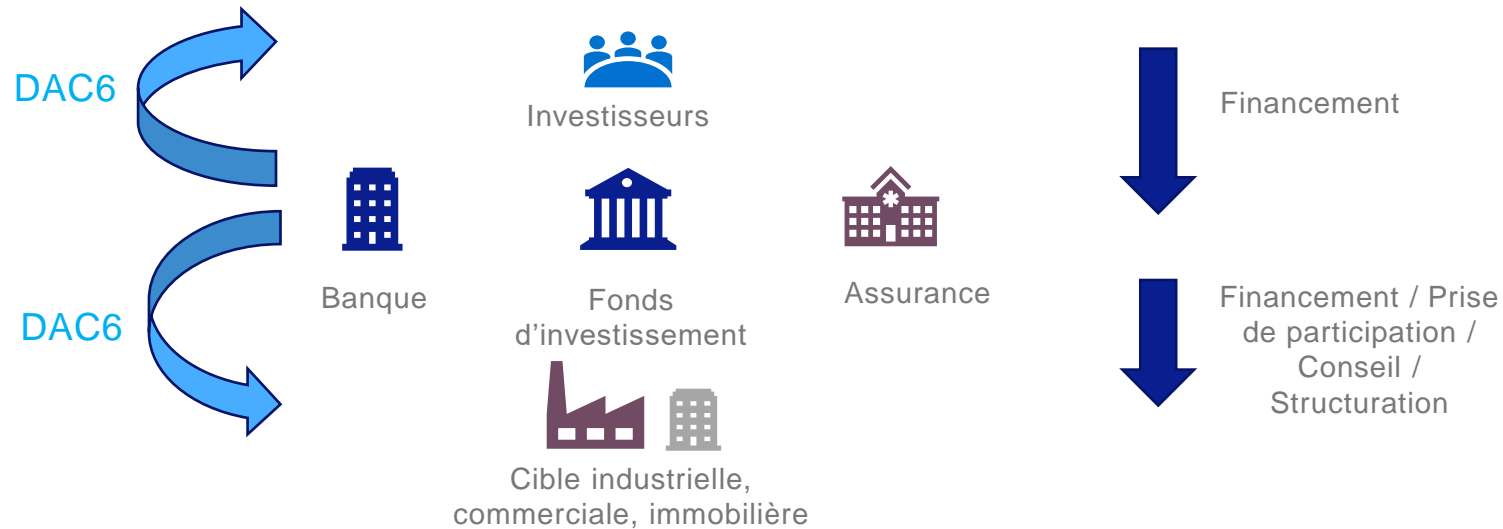 DAC6
Investisseurs
Financement
Banque
Fonds
d’investissement
Assurance
DAC6
Financement / Prise
de participation /
Conseil /
Structuration
Cible industrielle,
commerciale, immobilière